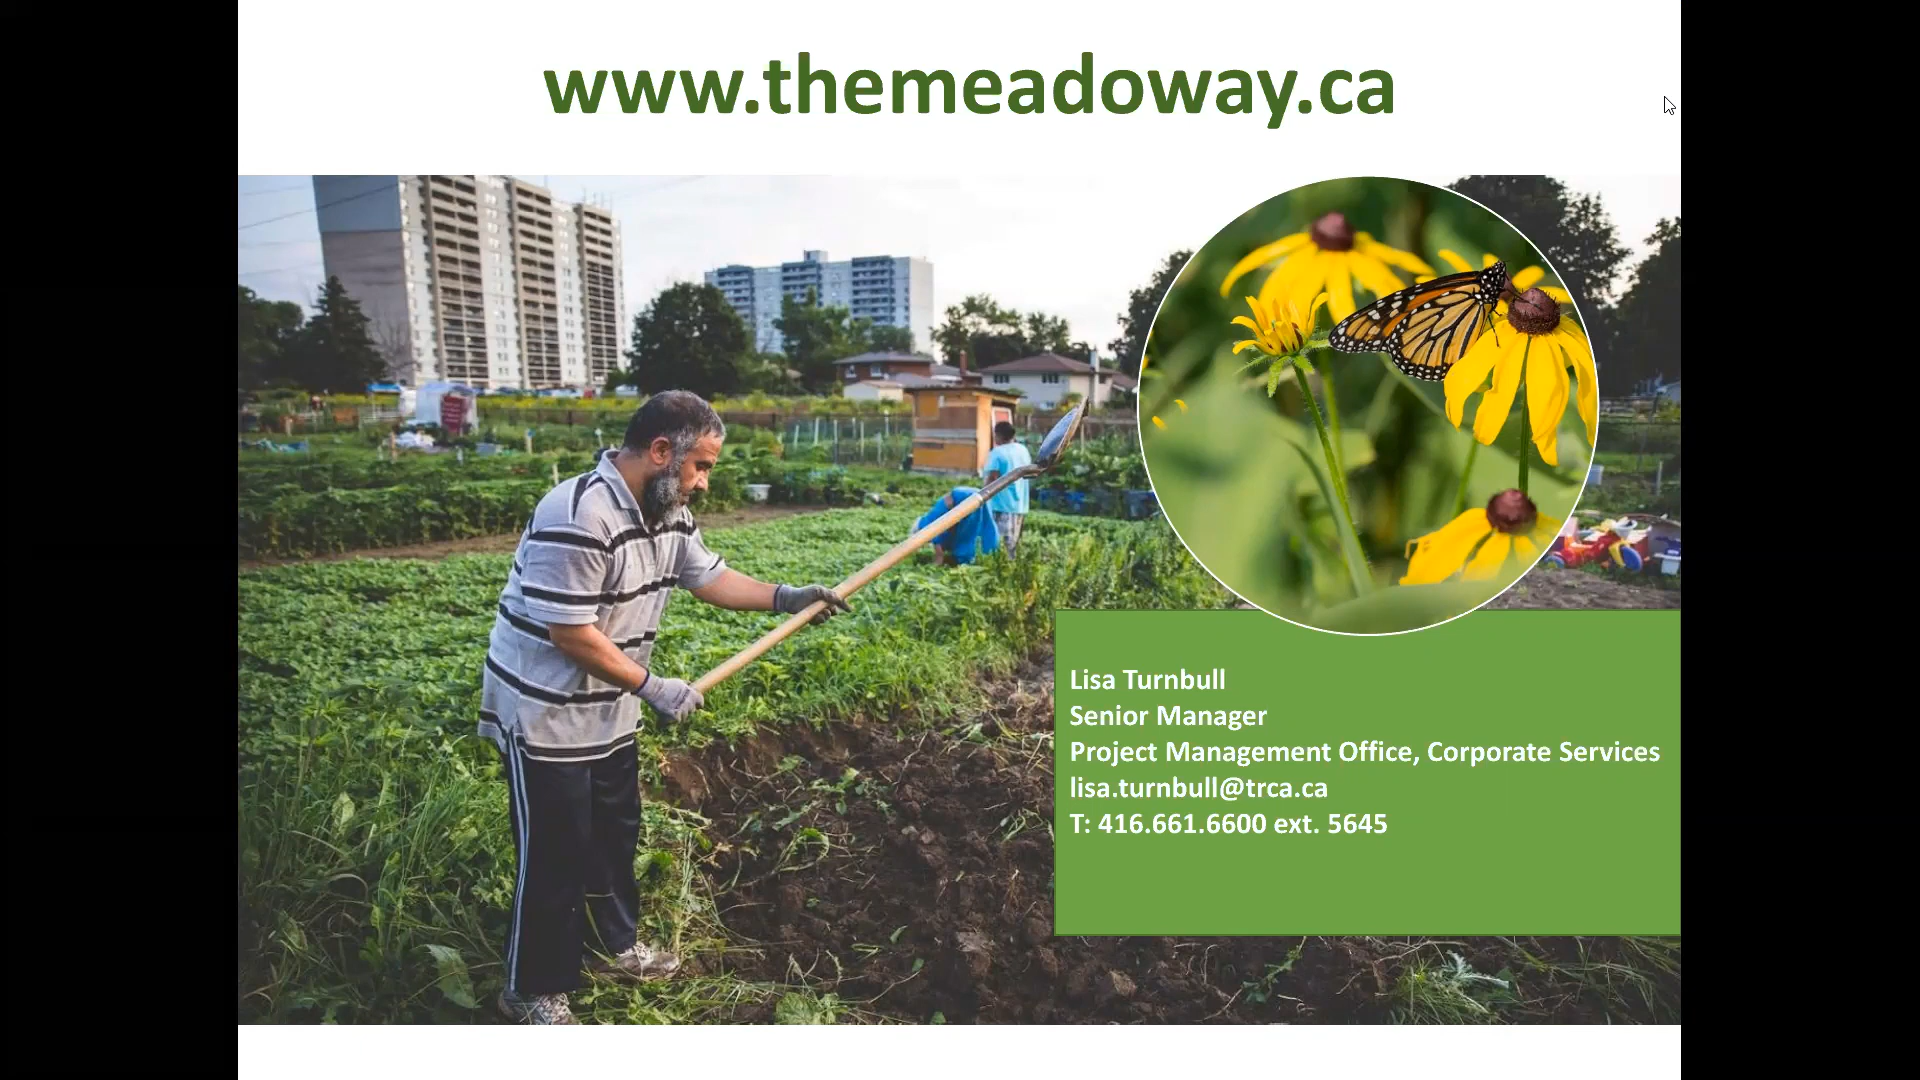 www.themeadoway.ca
Lisa Turnbull
Senior Manager
Project Management Office, Corporate Services
lisa.turnbull@trca.ca
T: 416.661.6600 ext. 5645